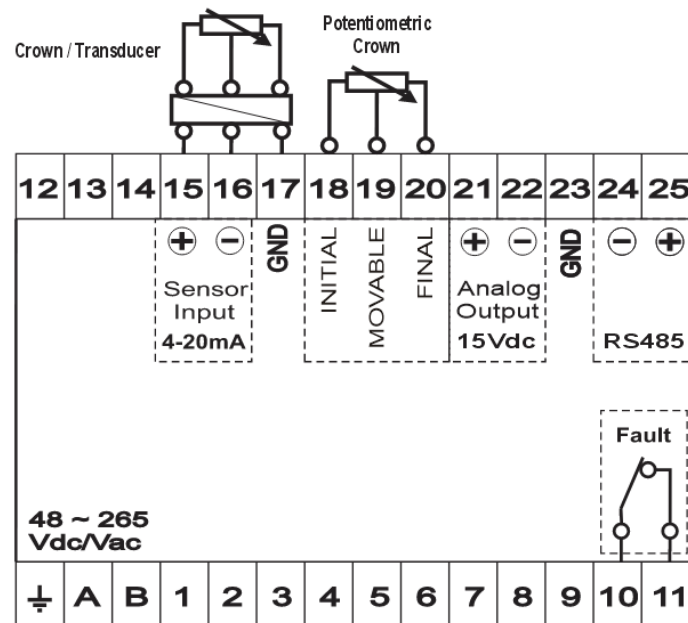 Potentiometric
Crown
Crown / Transducer
12 13 14 15 16 17 18 19 20 21 22 23 24 25
+ − GND INITIAL MOVABLE FINAL + − GND − +
Sensor
Input
4-20mA
Analog
Output
15Vdc
RS485
Fault
48 ~ 265
Vdc/Vac
⏚ A B 1 2 3 4 5 6 7 8 9 10 11